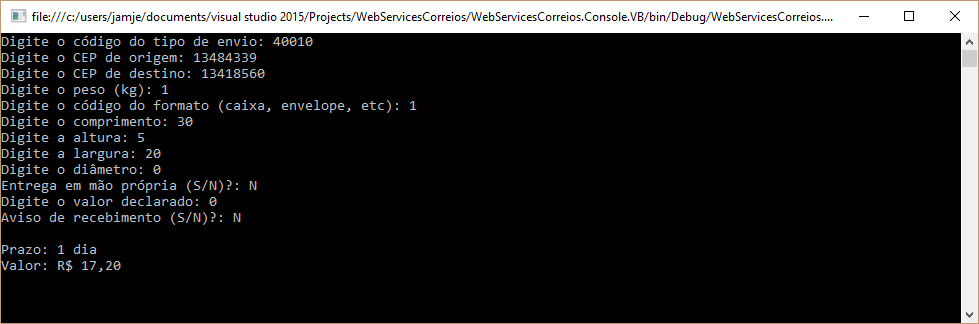 file:///c:/users/jamje/documents/visual studio 2015/Projects/WebServicesCorreios/WebServicesCorreios.Console.VB/bin/Debug/WebServicesCorreios....
Digite o código do tipo de envio: 40010
Digite o CEP de origem: 13484339
Digite o CEP de destino: 13418560
Digite o peso (kg): 1
Digite o código do formato (caixa, envelope, etc): 1
Digite o comprimento: 30
Digite a altura: 5
Digite a largura: 20
Digite o diâmetro: 0
Entrega em mão própria (S/N)?: N
Digite o valor declarado: 0
Aviso de recebimento (S/N)?: N
Prazo: 1 dia
Valor: R$ 17,20